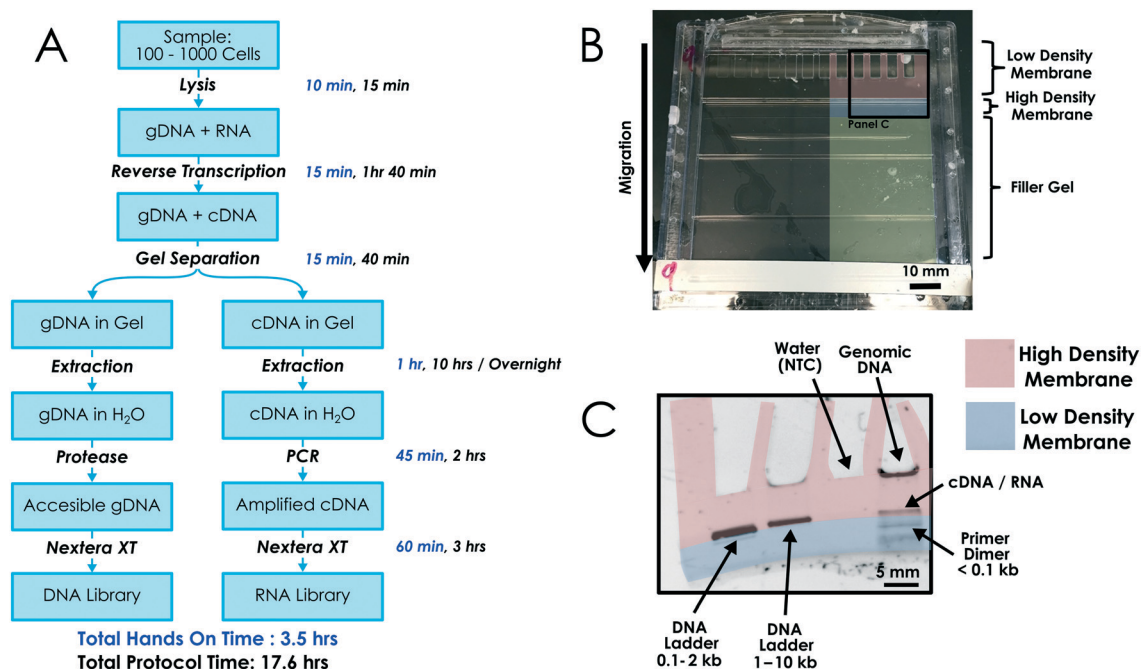 A
Sample:
100 - 1000 Cells
Lysis
10 min, 15 min
gDNA + RNA
Reverse Transcription
15 min, 1hr 40 min
gDNA + cDNA
Gel Separation
15 min, 40 min
gDNA in Gel
cDNA in Gel
Extraction
Extraction
1 hr, 10 hrs / Overnight
gDNA in H₂O
cDNA in H₂O
Protease
PCR
45 min, 2 hrs
Accesible gDNA
Amplified cDNA
Nextera XT
Nextera XT
60 min, 3 hrs
DNA Library
RNA Library
Total Hands On Time : 3.5 hrs
Total Protocol Time: 17.6 hrs
B
Migration
9
Panel C
Low Density
Membrane
High Density
Membrane
Filler Gel
9
10 mm
C
Water
(NTC)
Genomic
DNA
High Density
Membrane
Low Density
Membrane
cDNA / RNA
Primer
Dimer
< 0.1 kb
5 mm
DNA
Ladder
0.1- 2 kb
DNA
Ladder
1 – 10 kb